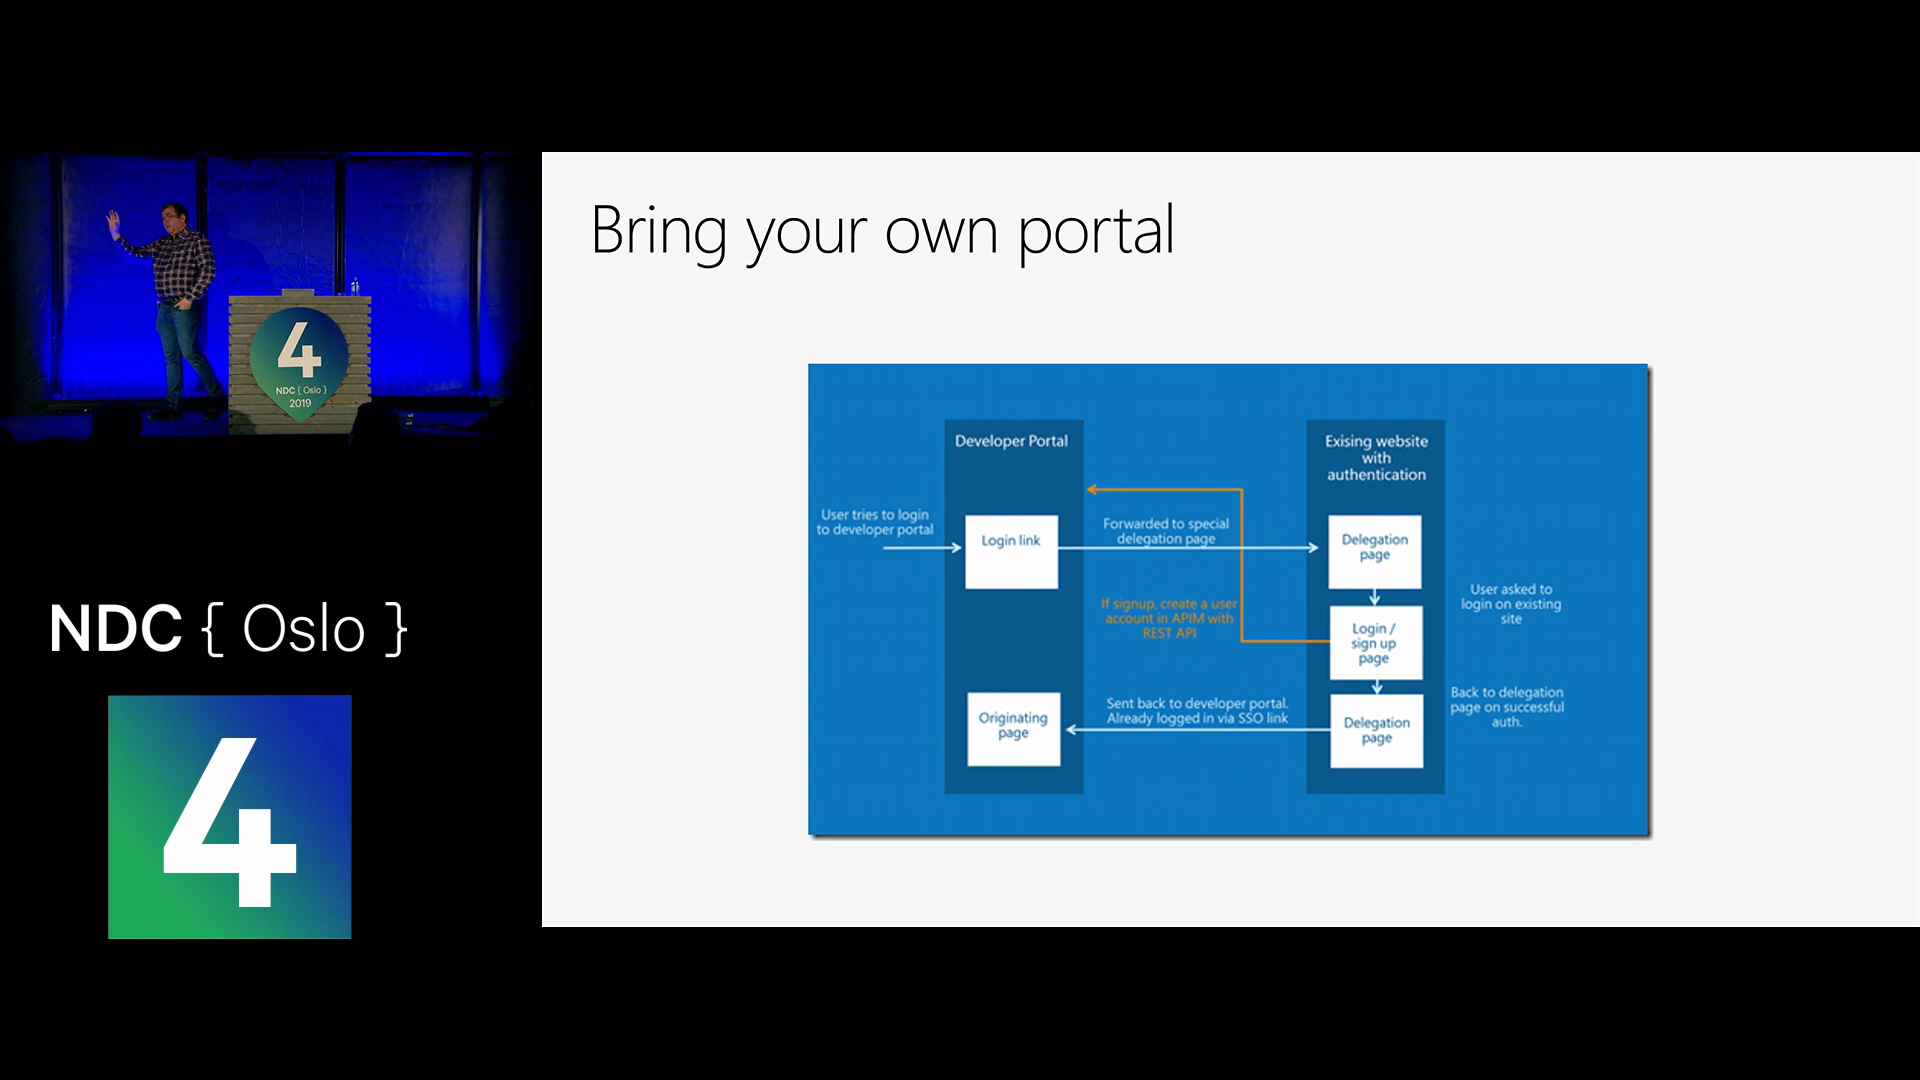 Bring your own portal
4
NDC { Oslo }
2019
NDC { Oslo }
4
Developer Portal
Exising website
with
authentication
User tries to login
to developer portal
Login link
Forwarded to special
delegation page
Delegation
page
If signup, create a user
account in APIM with
REST API
Login /
sign up
page
User asked to
login on existing
site
Originating
page
Sent back to developer portal.
Already logged in via SSO link
Delegation
page
Back to delegation
page on successful
auth.